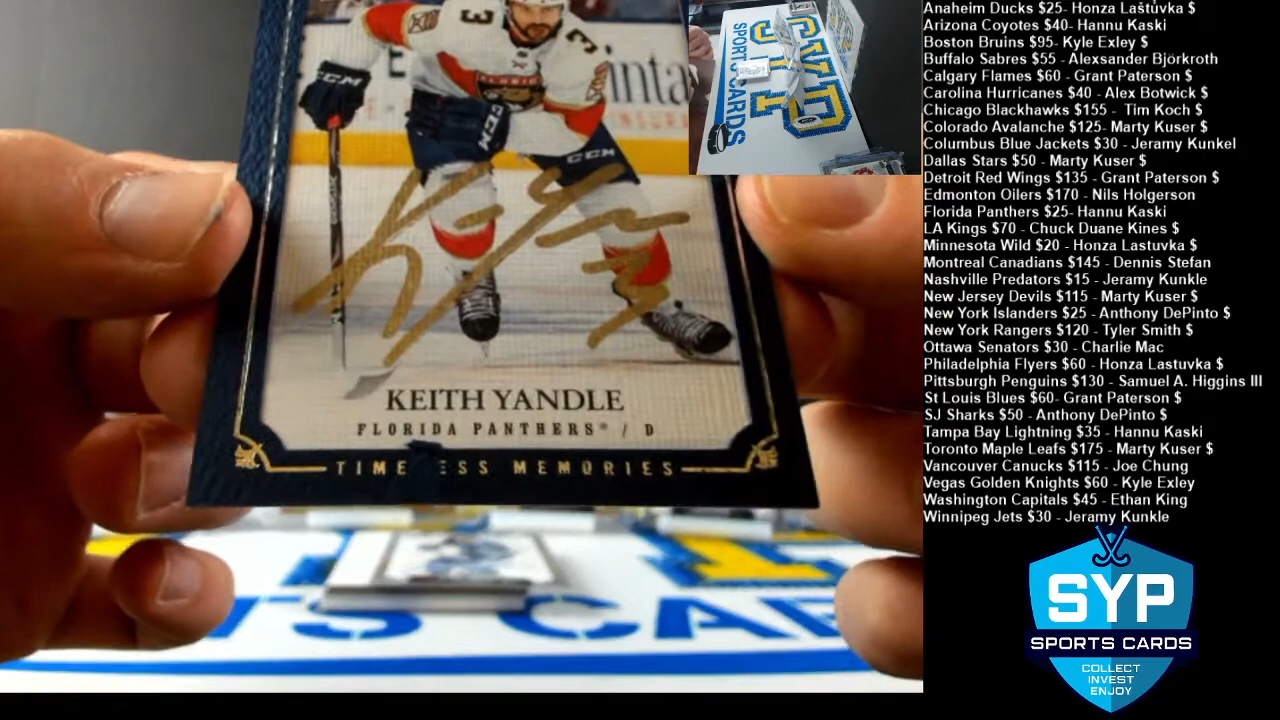 3
3
CCM
CCM
CCM
KEITH YANDLE
FLORIDA PANTHERS / D
TIMELESS MEMORIES
SYP
SPORTS CARDS
Anaheim Ducks $25- Honza Laštůvka $
Arizona Coyotes $40- Hannu Kaski
Boston Bruins $95- Kyle Exley $
Buffalo Sabres $55 - Alexsander Björkroth
Calgary Flames $60 - Grant Paterson $
Carolina Hurricanes $40 - Alex Botwick $
Chicago Blackhawks $155 - Tim Koch $
Colorado Avalanche $125- Marty Kuser $
Columbus Blue Jackets $30 - Jeramy Kunkel
Dallas Stars $50 - Marty Kuser $
Detroit Red Wings $135 - Grant Paterson $
Edmonton Oilers $170 - Nils Holgerson
Florida Panthers $25- Hannu Kaski
LA Kings $70 - Chuck Duane Kines $
Minnesota Wild $20 - Honza Lastuvka $
Montreal Canadians $145 - Dennis Stefan
Nashville Predators $15 - Jeramy Kunkle
New Jersey Devils $115 - Marty Kuser $
New York Islanders $25 - Anthony DePinto $
New York Rangers $120 - Tyler Smith $
Ottawa Senators $30 - Charlie Mac
Philadelphia Flyers $60 - Honza Lastuvka $
Pittsburgh Penguins $130 - Samuel A. Higgins III
St Louis Blues $60- Grant Paterson $
SJ Sharks $50 - Anthony DePinto $
Tampa Bay Lightning $35 - Hannu Kaski
Toronto Maple Leafs $175 - Marty Kuser $
Vancouver Canucks $115 - Joe Chung
Vegas Golden Knights $60 - Kyle Exley
Washington Capitals $45 - Ethan King
Winnipeg Jets $30 - Jeramy Kunkle
SYP
SPORTS CARDS
COLLECT
INVEST
ENJOY